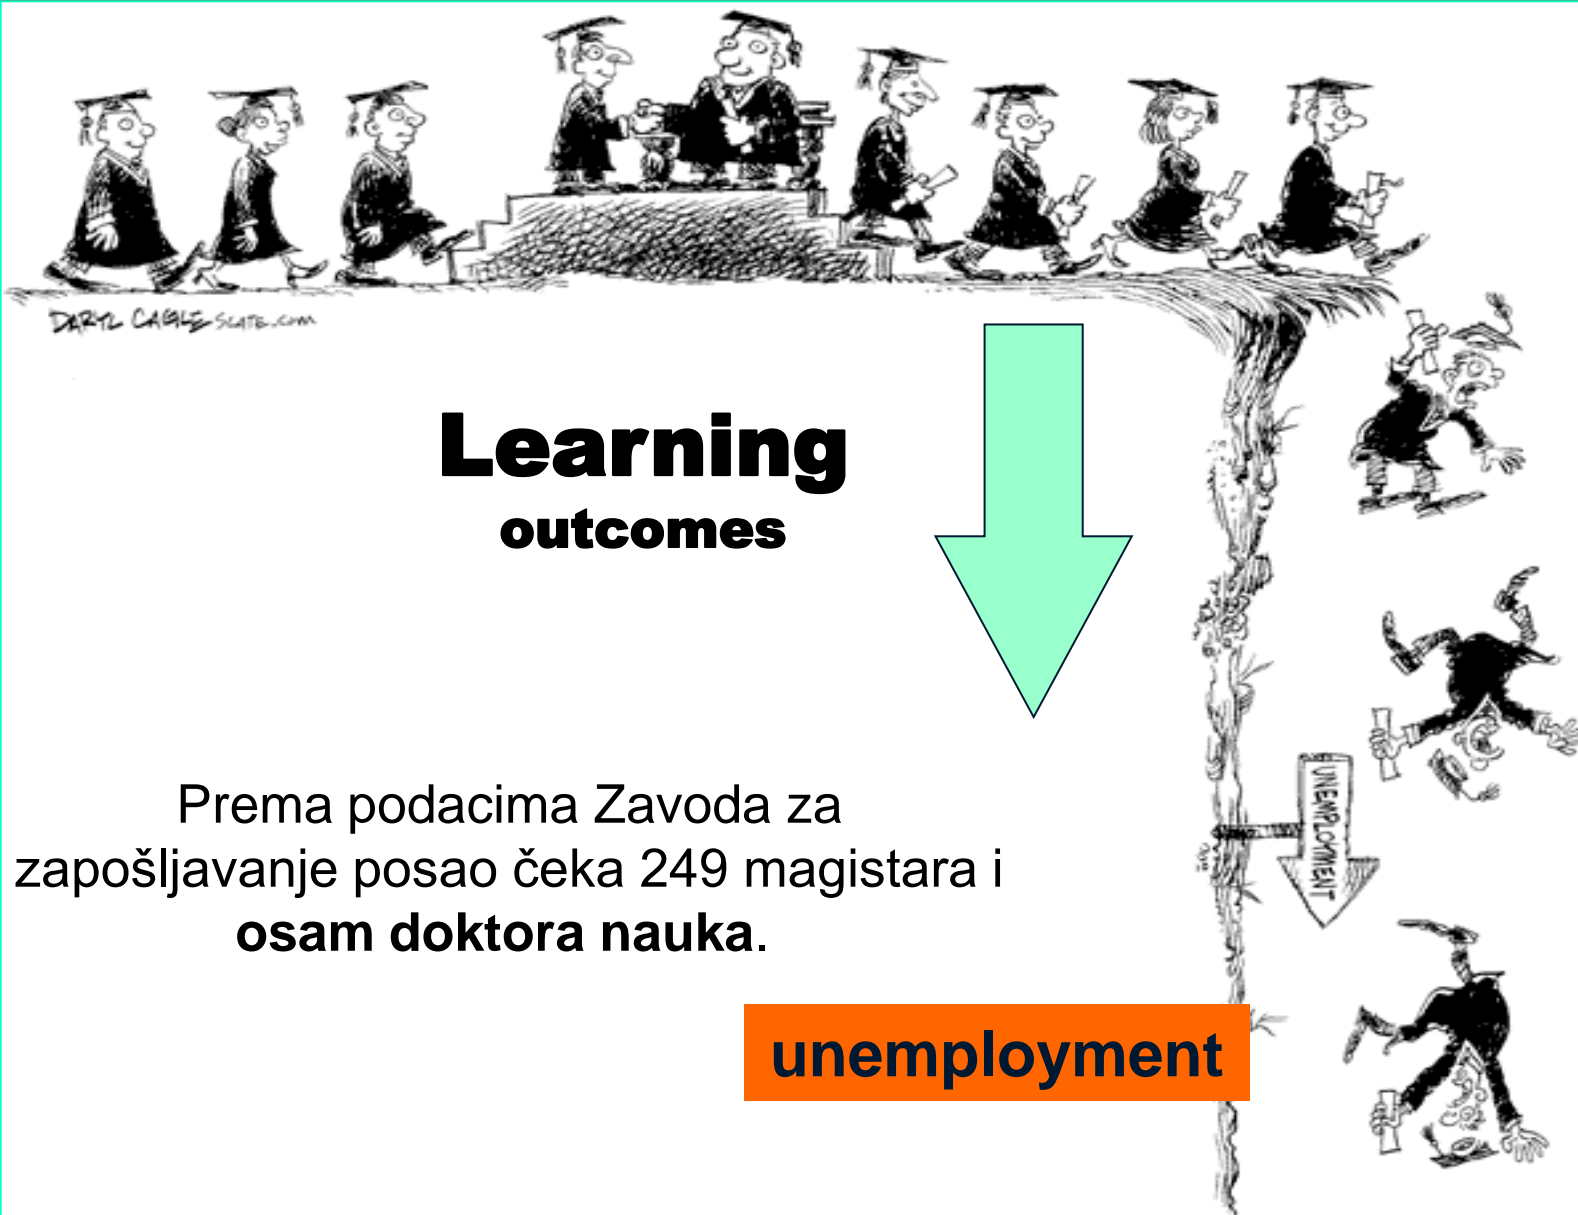 DARYL CAGLE SLATE.com
Learning
outcomes
Prema podacima Zavoda za
zapošljavanje posao čeka 249 magistara i
osam doktora nauka.
UNEMPLOYMENT
unemployment